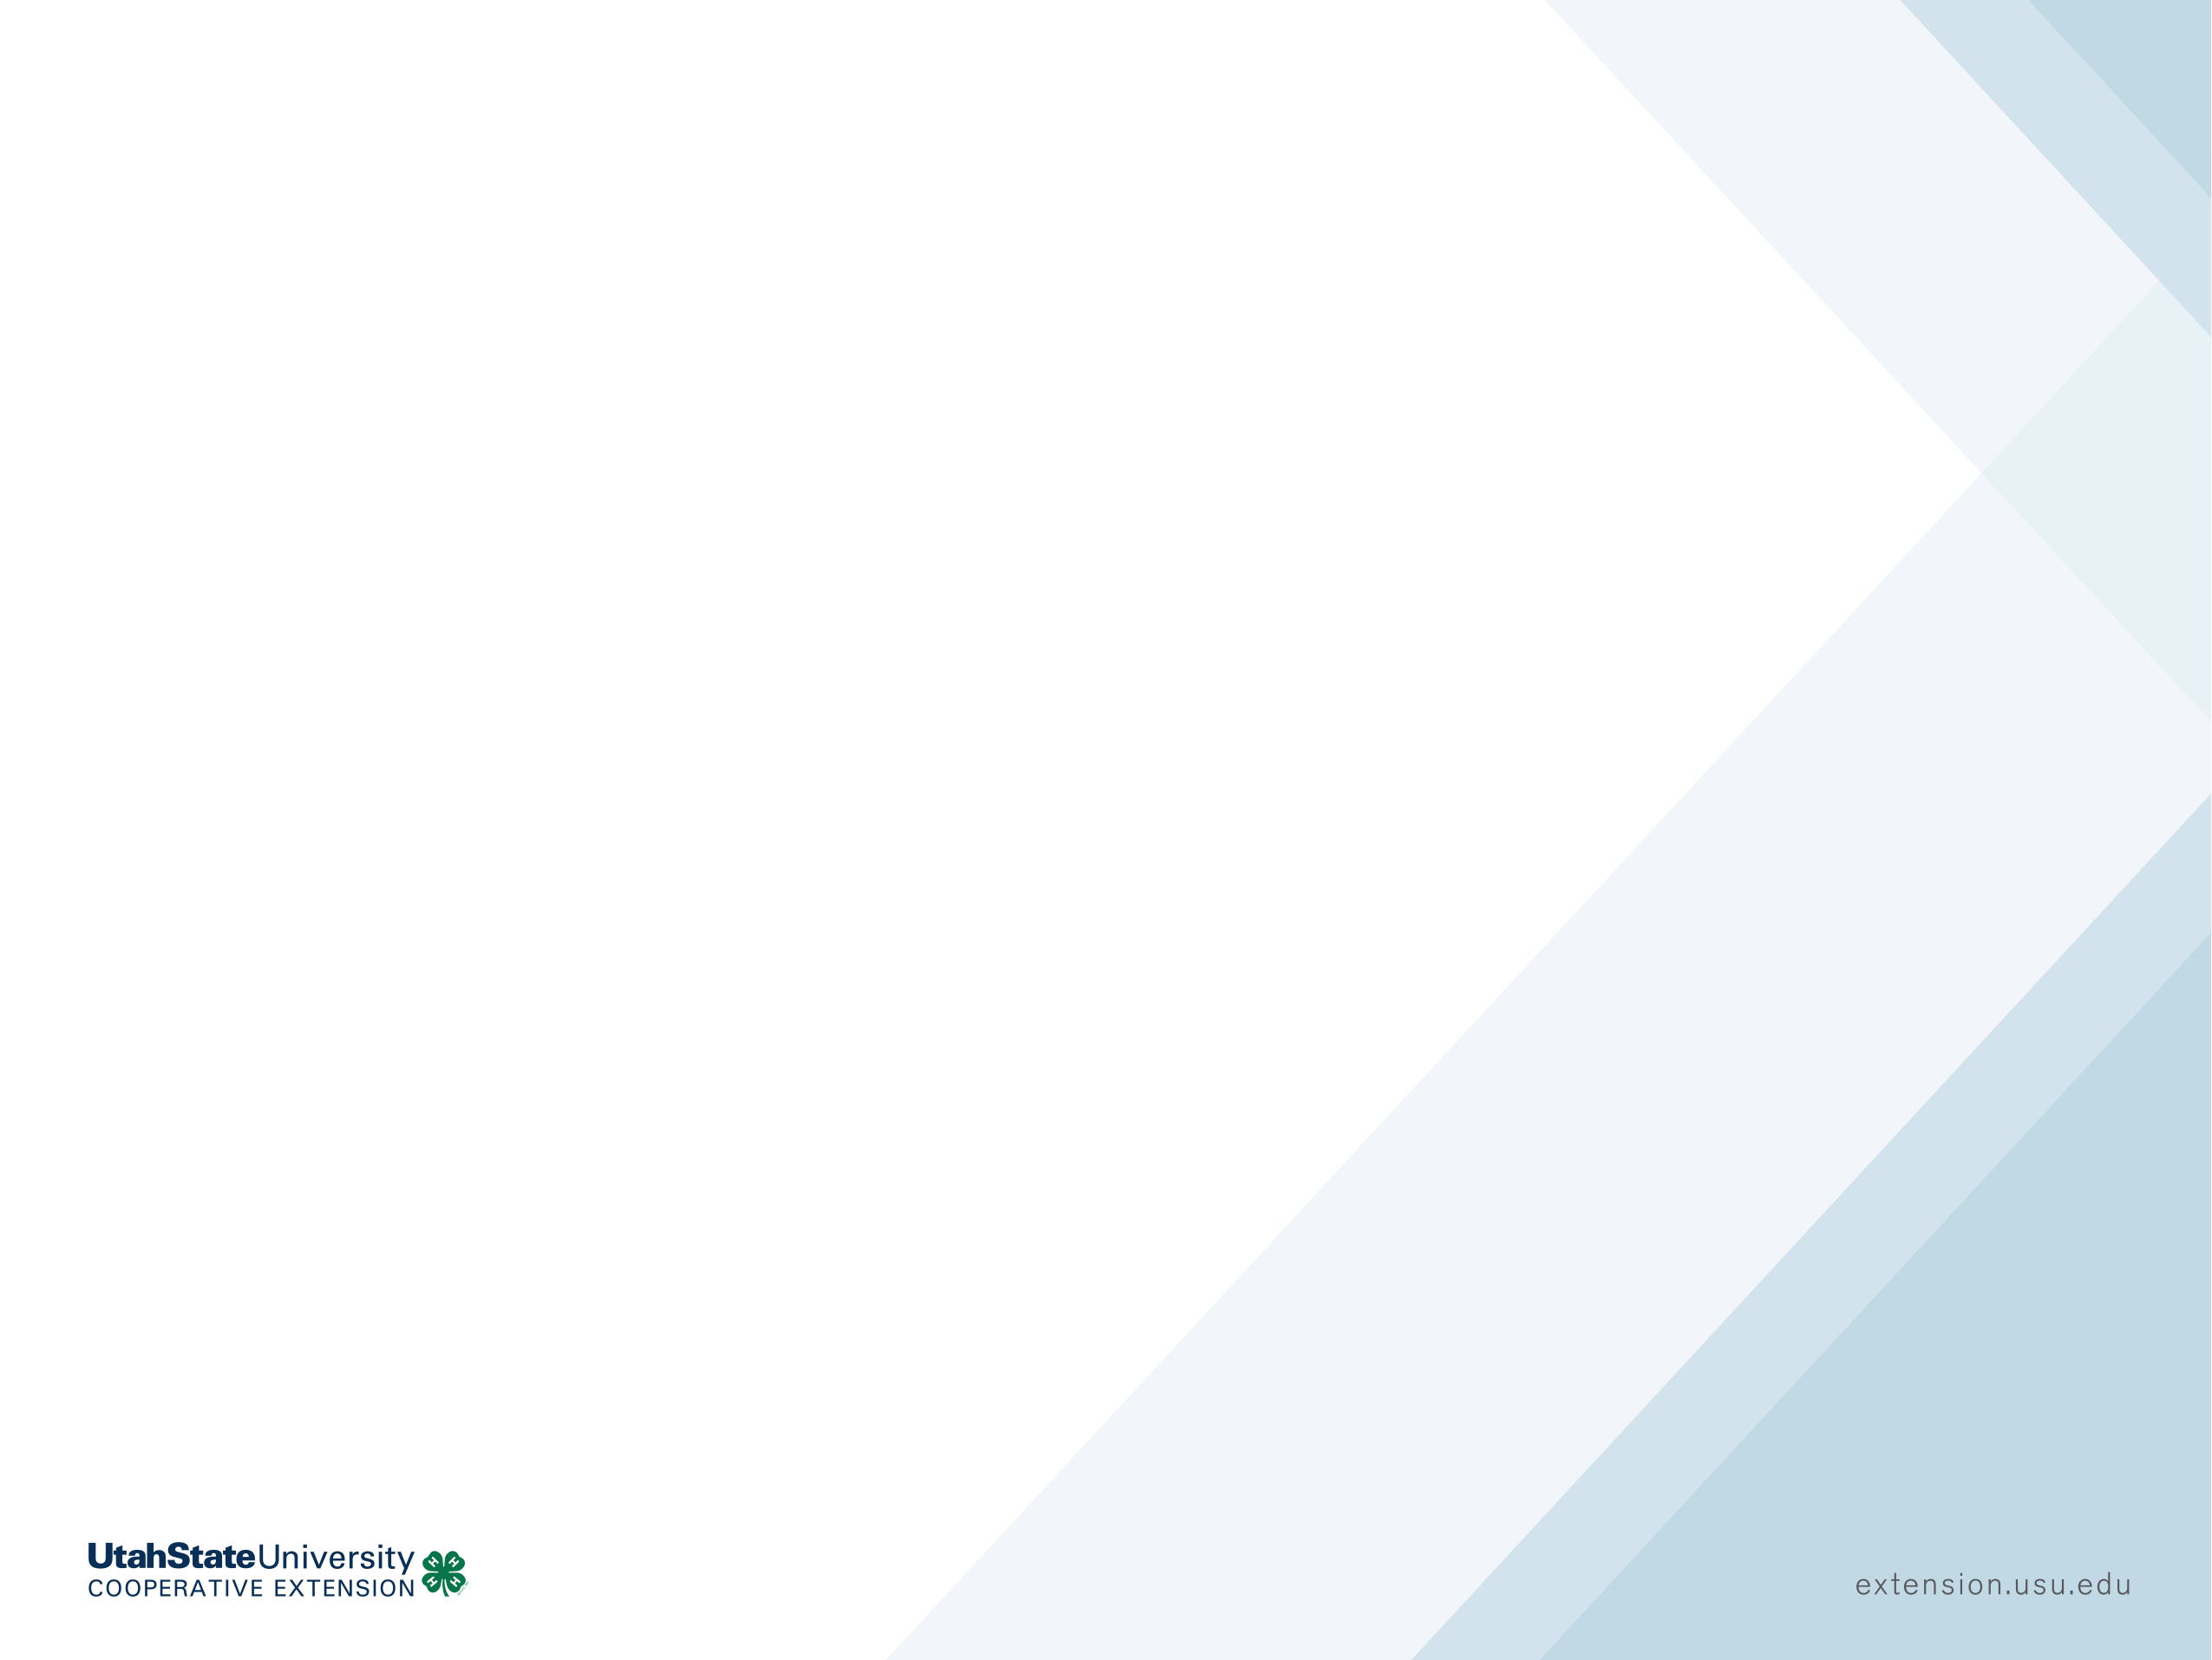 UtahStateUniversity
COOPERATIVE EXTENSION
H H H H
extension.usu.edu